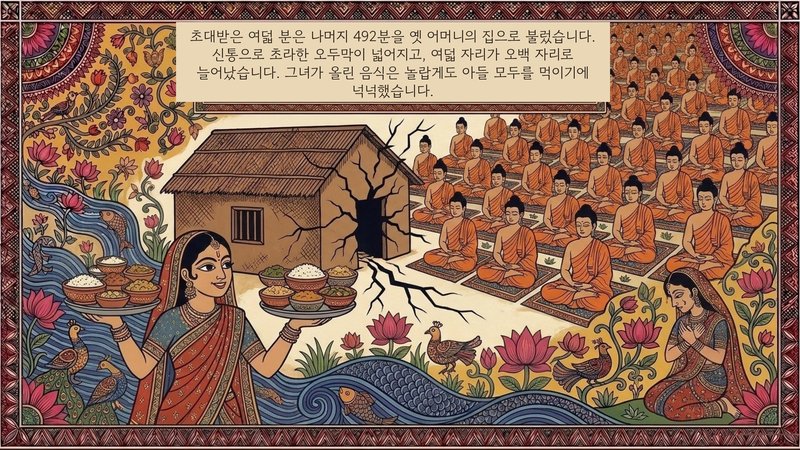 초대받은 여덟 분은 나머지 492분을 옛 어머니의 집으로 불렀습니다.
신통으로 초라한 오두막이 넓어지고, 여덟 자리가 오백 자리로
늘어났습니다. 그녀가 올린 음식은 놀랍게도 아들 모두를 먹이기에
넉넉했습니다.